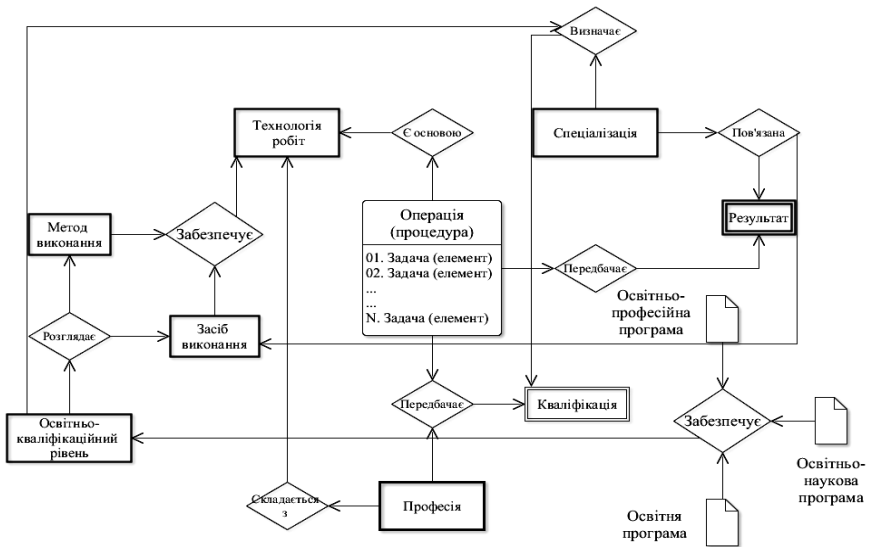 Визначає
Технологія
робіт
Є основою
Спеціалізація
Пов'язана
Метод
виконання
Забезпечує
Операція
(процедура)
01. Задача (елемент)
02. Задача (елемент)
...
...
N. Задача (елемент)
Результат
Передбачає
Освітньо-
професійна
програма
Розглядає
Засіб
виконання
Передбачає
Кваліфікація
Освітньо-
кваліфікаційний
рівень
Забезпечує
Освітньо-
наукова
програма
Складається
з
Професія
Освітня
програма